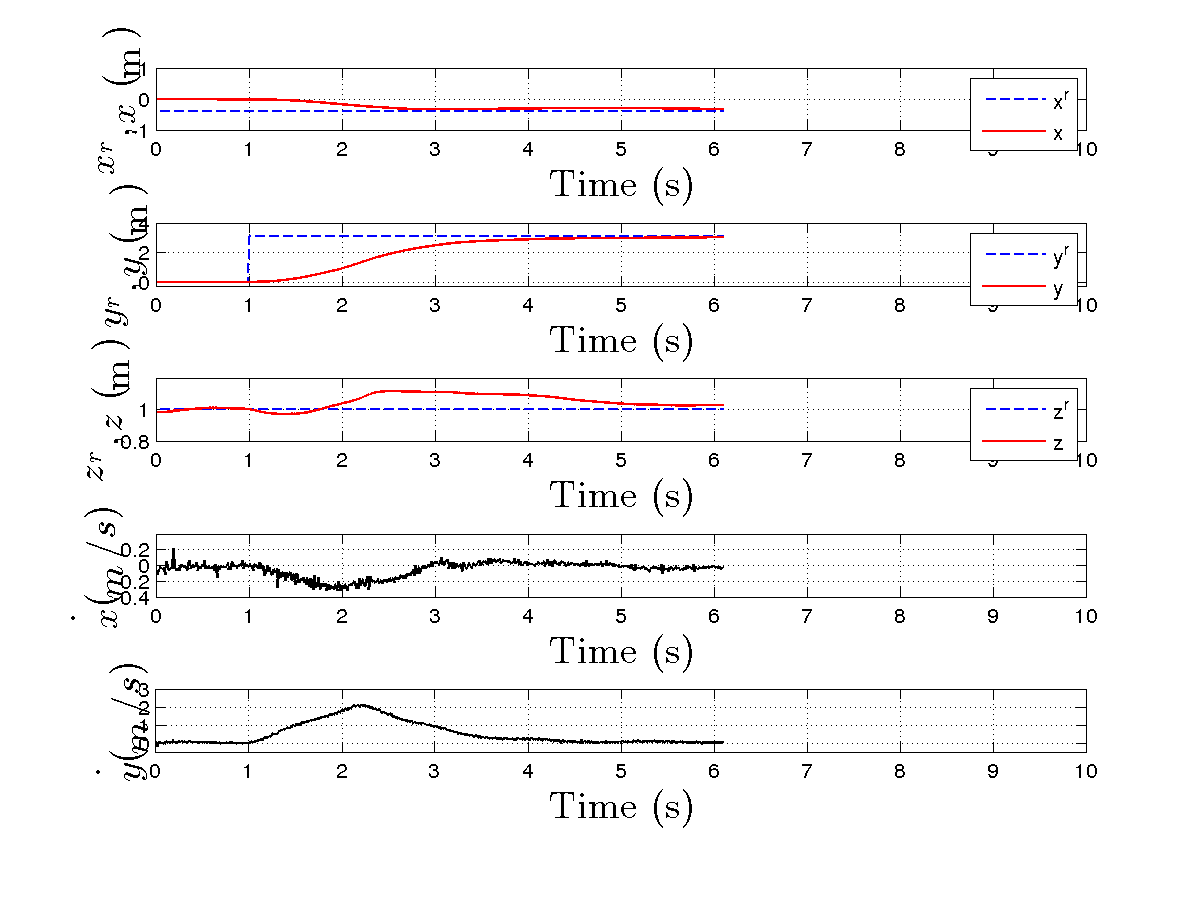 x^r, x (m)
1
0
-1
0 1 2 3 4 5 6 7 8 9 10
x^r
x
Time (s)
y^r, y (m)
4
2
0
0 1 2 3 4 5 6 7 8 9 10
y^r
y
Time (s)
z^r, z (m)
1
0.8
0 1 2 3 4 5 6 7 8 9 10
z^r
z
Time (s)
ẋ(m/s)
0.2
0
-0.2
-0.4
0 1 2 3 4 5 6 7 8 9 10
Time (s)
ẏ(m/s)
3
2
1
0
0 1 2 3 4 5 6 7 8 9 10
Time (s)